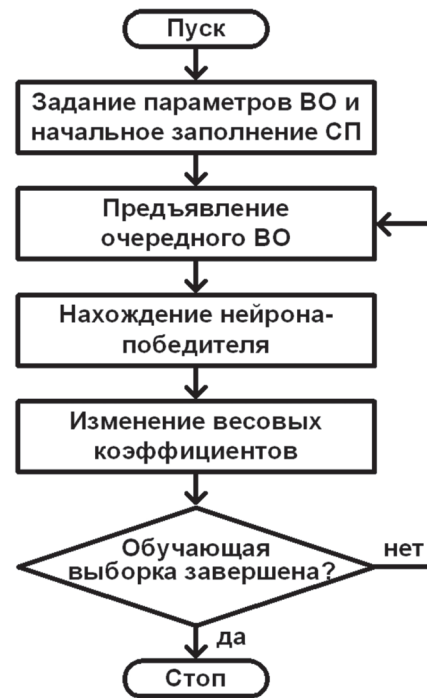 Пуск
Задание параметров ВО и
начальное заполнение СП
Предъявление
очередного ВО
Нахождение нейрона-
победителя
Изменение весовых
коэффициентов
Обучающая
выборка завершена?
нет
да
Стоп